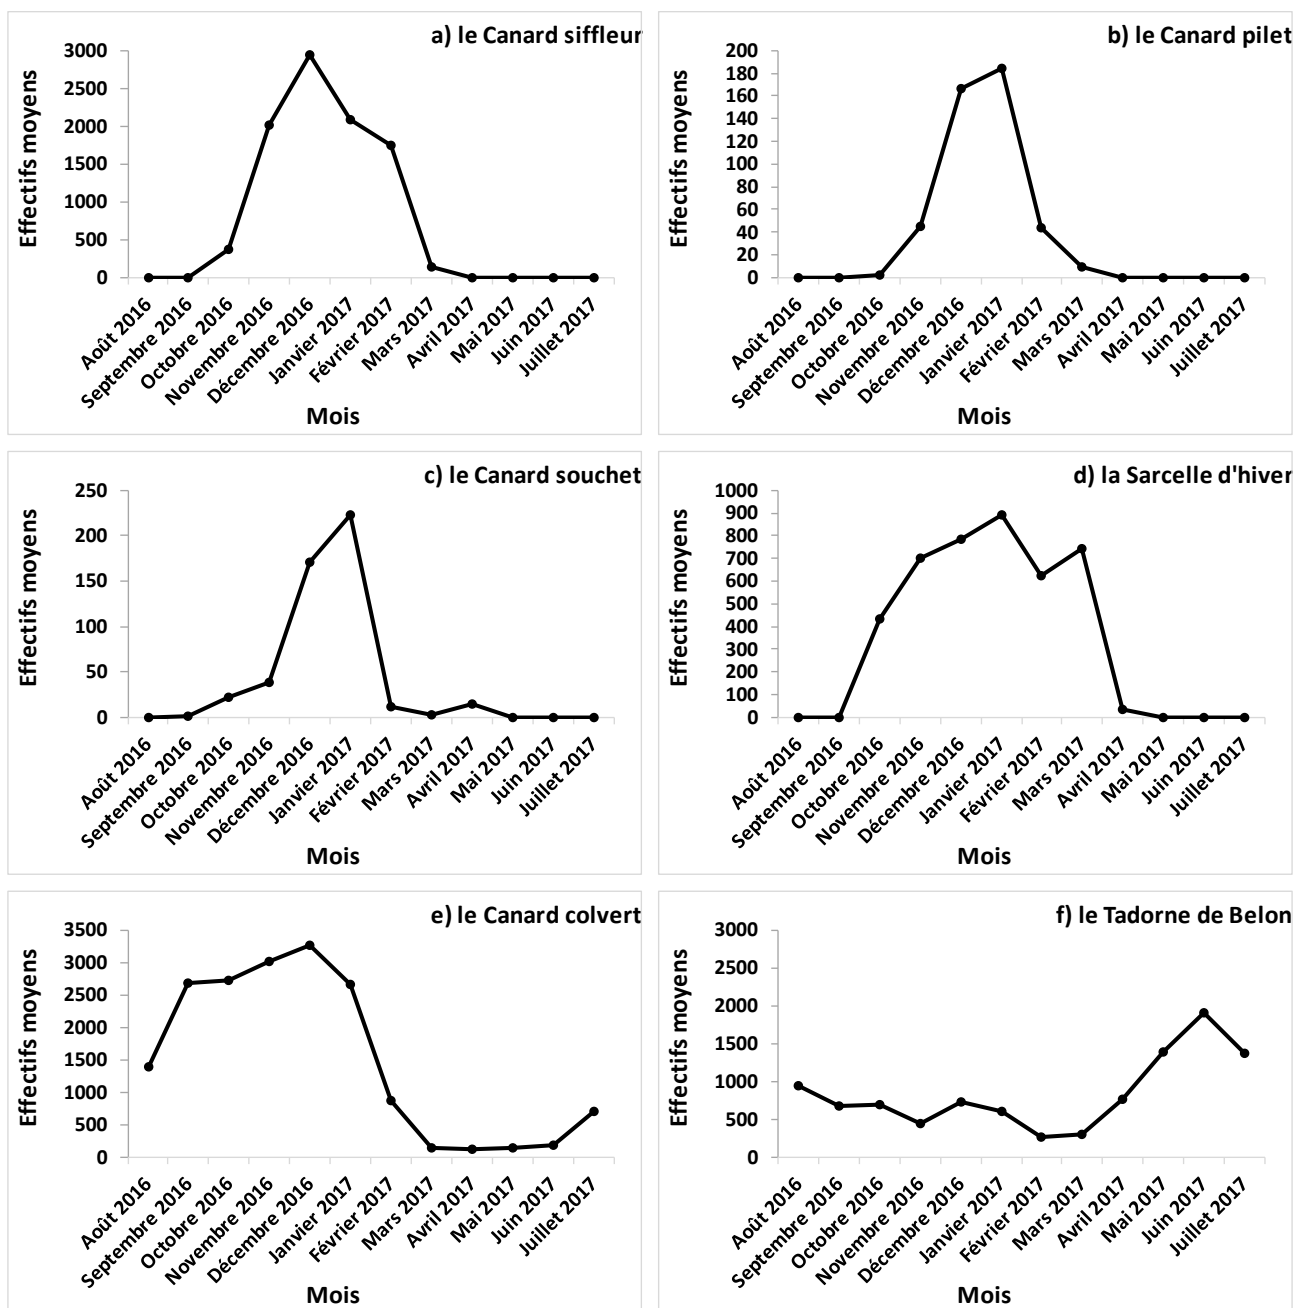 a) le Canard siffleur
Effectifs moyens
3000
2500
2000
1500
1000
500
0
Août 2016
Septembre 2016
Octobre 2016
Novembre 2016
Décembre 2016
Janvier 2017
Février 2017
Mars 2017
Avril 2017
Mai 2017
Juin 2017
Juillet 2017
Mois
b) le Canard pilet
Effectifs moyens
200
180
160
140
120
100
80
60
40
20
0
Août 2016
Septembre 2016
Octobre 2016
Novembre 2016
Décembre 2016
Janvier 2017
Février 2017
Mars 2017
Avril 2017
Mai 2017
Juin 2017
Juillet 2017
Mois
c) le Canard souchet
Effectifs moyens
250
200
150
100
50
0
Août 2016
Septembre 2016
Octobre 2016
Novembre 2016
Décembre 2016
Janvier 2017
Février 2017
Mars 2017
Avril 2017
Mai 2017
Juin 2017
Juillet 2017
Mois
d) la Sarcelle d'hiver
Effectifs moyens
1000
900
800
700
600
500
400
300
200
100
0
Août 2016
Septembre 2016
Octobre 2016
Novembre 2016
Décembre 2016
Janvier 2017
Février 2017
Mars 2017
Avril 2017
Mai 2017
Juin 2017
Juillet 2017
Mois
e) le Canard colvert
Effectifs moyens
3500
3000
2500
2000
1500
1000
500
0
Août 2016
Septembre 2016
Octobre 2016
Novembre 2016
Décembre 2016
Janvier 2017
Février 2017
Mars 2017
Avril 2017
Mai 2017
Juin 2017
Juillet 2017
Mois
f) le Tadorne de Belon
Effectifs moyens
3000
2500
2000
1500
1000
500
0
Août 2016
Septembre 2016
Octobre 2016
Novembre 2016
Décembre 2016
Janvier 2017
Février 2017
Mars 2017
Avril 2017
Mai 2017
Juin 2017
Juillet 2017
Mois